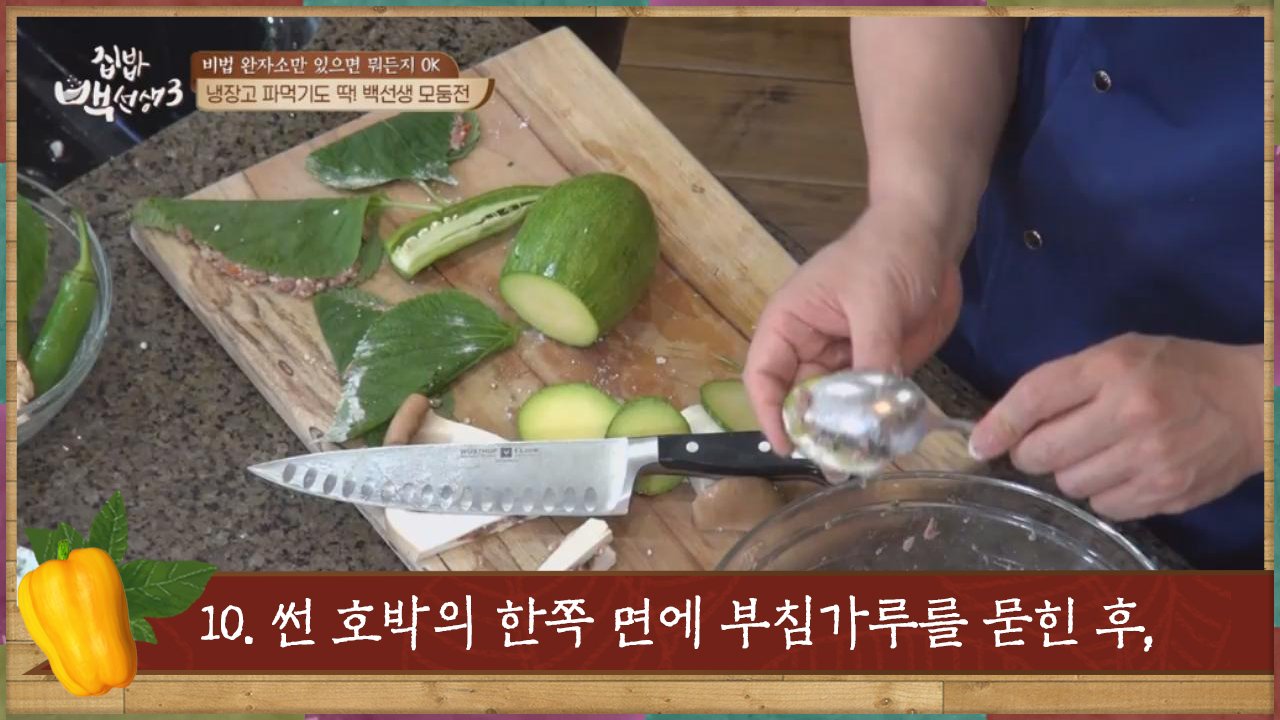 집밥
백선생3
비법 완자소만 있으면 뭐든지 OK
냉장고 파먹기도 딱! 백선생 모둠전
WÜSTHOF
10. 썬 호박의 한쪽 면에 부침가루를 묻힌 후,